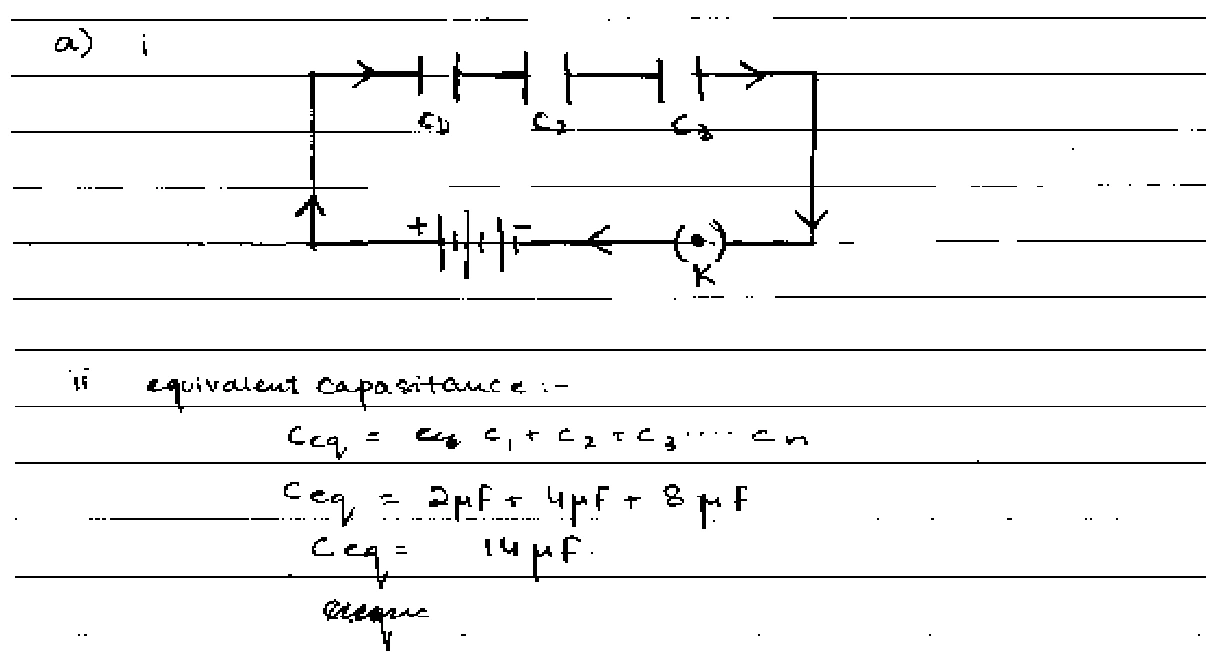 a) i
C1 C2 C3
+ -
K
ii equivalent capasitance :-
Ceq = C1 + C2 + C3 .... Cn
Ceq = 2μF + 4μF + 8μF
Ceq = 14μF.